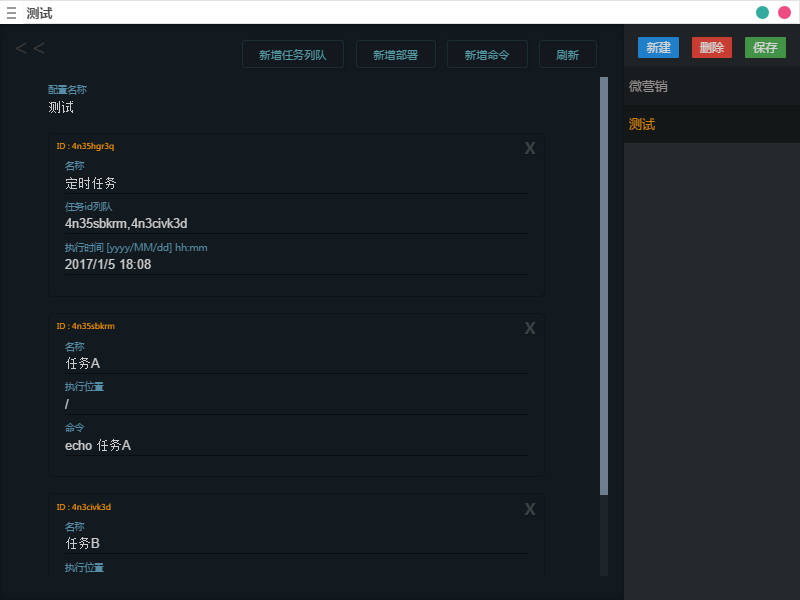 测试
<<
新增任务列队
新增部署
新增命令
刷新
新建
删除
保存
微营销
测试
配置名称
测试
ID : 4n35hgr3q
X
名称
定时任务
任务id列队
4n35sbkrm,4n3civk3d
执行时间 [yyyy/MM/dd] hh:mm
2017/1/5 18:08
ID : 4n35sbkrm
X
名称
任务A
执行位置
/
命令
echo 任务A
ID : 4n3civk3d
X
名称
任务B
执行位置